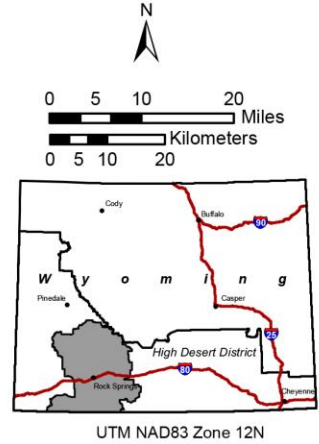 N
0 5 10 20
Miles
Kilometers
0 5 10 20
Cody
Buffalo
90
W y o m i n g
Pinedale
Casper
25
High Desert District
80
Rock Springs
Cheyenne
UTM NAD83 Zone 12N